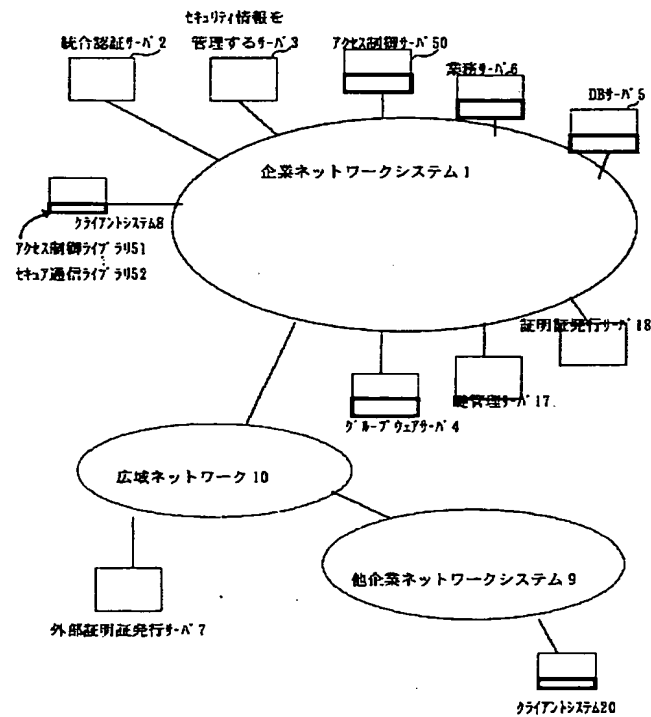 セキュリティ情報を
管理するサーバ3
統合認証サーバ2
アクセス制御サーバ50
業務サーバ6
DBサーバ5
企業ネットワークシステム1
クライアントシステム8
アクセス制御ライブラリ51
セキュア通信ライブラリ52
証明証発行サーバ18
鍵管理サーバ17
グループウェアサーバ4
広域ネットワーク10
他企業ネットワークシステム9
外部証明証発行サーバ7
クライアントシステム20